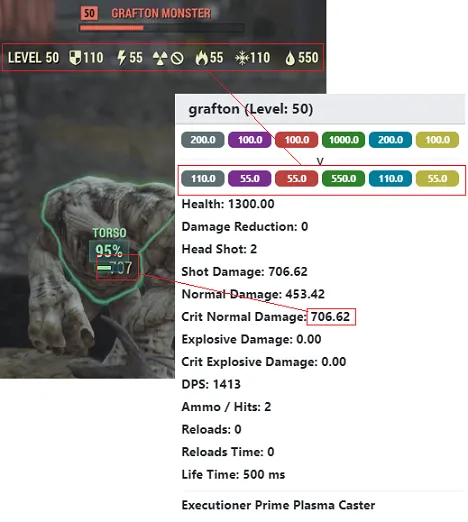 50 GRAFTON MONSTER
LEVEL 50 110 55 55 110 550
grafton (Level: 50)
200.0 100.0 100.0 1000.0 200.0 100.0
v
110.0 55.0 55.0 550.0 110.0 55.0
Health: 1300.00
Damage Reduction: 0
Head Shot: 2
Shot Damage: 706.62
Normal Damage: 453.42
Crit Normal Damage: 706.62
Explosive Damage: 0.00
Crit Explosive Damage: 0.00
DPS: 1413
Ammo / Hits: 2
Reloads: 0
Reloads Time: 0
Life Time: 500 ms
Executioner Prime Plasma Caster
TORSO
95%
707